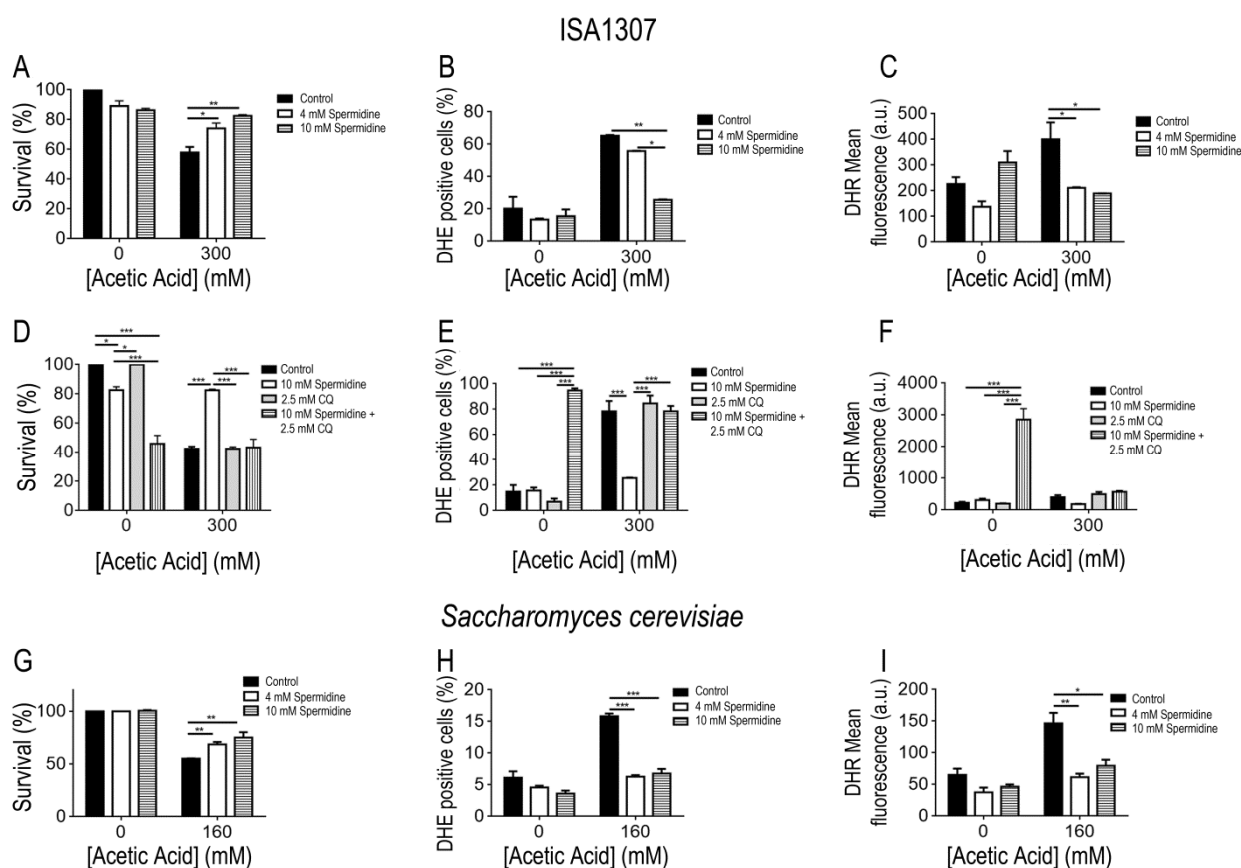 ISA1307
A
Survival (%)
100
80
60
40
20
0
**
*
0
300
[Acetic Acid] (mM)
Control
4 mM Spermidine
10 mM Spermidine
B
DHE positive cells (%)
80
60
40
20
0
**
*
0
300
[Acetic Acid] (mM)
Control
4 mM Spermidine
10 mM Spermidine
C
DHR Mean
fluorescence (a.u.)
500
400
300
200
100
0
*
*
0
300
[Acetic Acid] (mM)
Control
4 mM Spermidine
10 mM Spermidine
D
Survival (%)
100
80
60
40
20
0
***
*
*
***
***
***
***
0
300
[Acetic Acid] (mM)
Control
10 mM Spermidine
2.5 mM CQ
10 mM Spermidine +
2.5 mM CQ
E
DHE positive cells (%)
100
80
60
40
20
0
***
***
***
***
***
***
0
300
[Acetic Acid] (mM)
Control
10 mM Spermidine
2.5 mM CQ
10 mM Spermidine +
2.5 mM CQ
F
DHR Mean
fluorescence (a.u.)
4000
3000
2000
1000
0
***
***
***
0
300
[Acetic Acid] (mM)
Control
10 mM Spermidine
2.5 mM CQ
10 mM Spermidine +
2.5 mM CQ
Saccharomyces cerevisiae
G
Survival (%)
100
50
0
**
**
0
160
[Acetic Acid] (mM)
Control
4 mM Spermidine
10 mM Spermidine
H
DHE positive cells (%)
20
15
10
5
0
***
***
0
160
[Acetic Acid] (mM)
Control
4 mM Spermidine
10 mM Spermidine
I
DHR Mean
fluorescence (a.u.)
200
150
100
50
0
*
**
0
160
[Acetic Acid] (mM)
Control
4 mM Spermidine
10 mM Spermidine